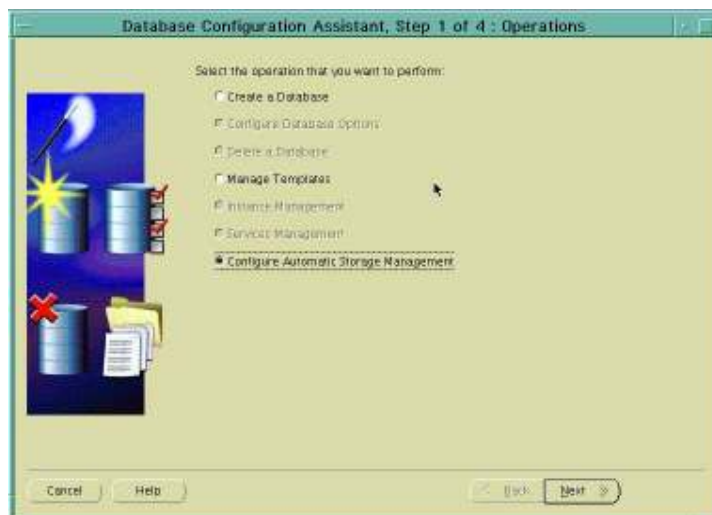 Database Configuration Assistant, Step 1 of 4 : Operations
Select the operation that you want to perform:
Create a Database
Configure Database Options
Delete a Database
Manage Templates
Instance Management
Services Management
Configure Automatic Storage Management
Cancel
Help
Back
Next